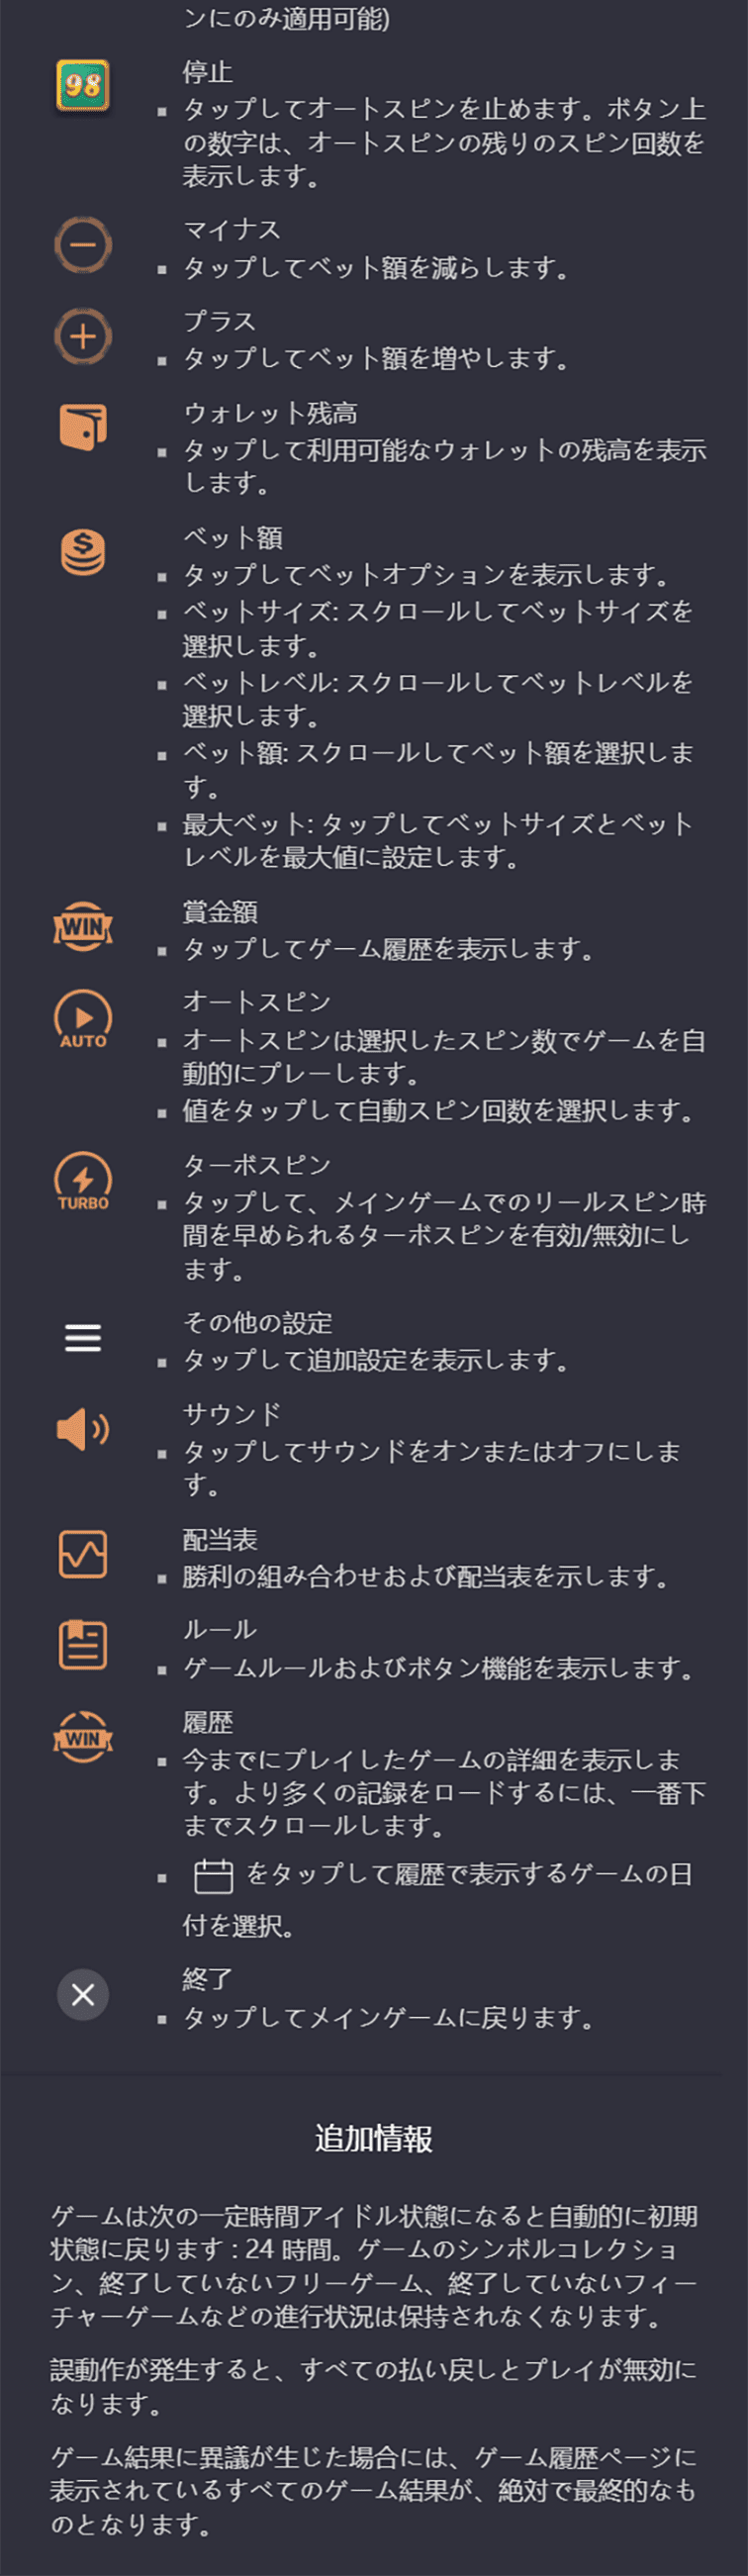 ンにのみ適用可能)
98
停止
▪ タップしてオートスピンを止めます。ボタン上
の数字は、オートスピンの残りのスピン回数を
表示します。
マイナス
▪ タップしてベット額を減らします。
プラス
▪ タップしてベット額を増やします。
ウォレット残高
▪ タップして利用可能なウォレットの残高を表示
します。
$
ベット額
▪ タップしてベットオプションを表示します。
▪ ベットサイズ: スクロールしてベットサイズを
選択します。
▪ ベットレベル: スクロールしてベットレベルを
選択します。
▪ ベット額: スクロールしてベット額を選択しま
す。
▪ 最大ベット: タップしてベットサイズとベット
レベルを最大値に設定します。
WIN
賞金額
▪ タップしてゲーム履歴を表示します。
AUTO
オートスピン
▪ オートスピンは選択したスピン数でゲームを自
動的にプレーします。
▪ 値をタップして自動スピン回数を選択します。
TURBO
ターボスピン
▪ タップして、メインゲームでのリールスピン時
間を早められるターボスピンを有効/無効にし
ます。
その他の設定
▪ タップして追加設定を表示します。
サウンド
▪ タップしてサウンドをオンまたはオフにしま
す。
配当表
▪ 勝利の組み合わせおよび配当表を示します。
ルール
▪ ゲームルールおよびボタン機能を表示します。
WIN
履歴
▪ 今までにプレイしたゲームの詳細を表示しま
す。より多くの記録をロードするには、一番下
までスクロールします。
▪ をタップして履歴で表示するゲームの日
付を選択。
終了
▪ タップしてメインゲームに戻ります。
追加情報
ゲームは次の一定時間アイドル状態になると自動的に初期
状態に戻ります : 24 時間。ゲームのシンボルコレクショ
ン、終了していないフリーゲーム、終了していないフィー
チャーゲームなどの進行状況は保持されなくなります。
誤動作が発生すると、すべての払い戻しとプレイが無効に
なります。
ゲーム結果に異議が生じた場合には、ゲーム履歴ページに
表示されているすべてのゲーム結果が、絶対で最終的なも
のとなります。